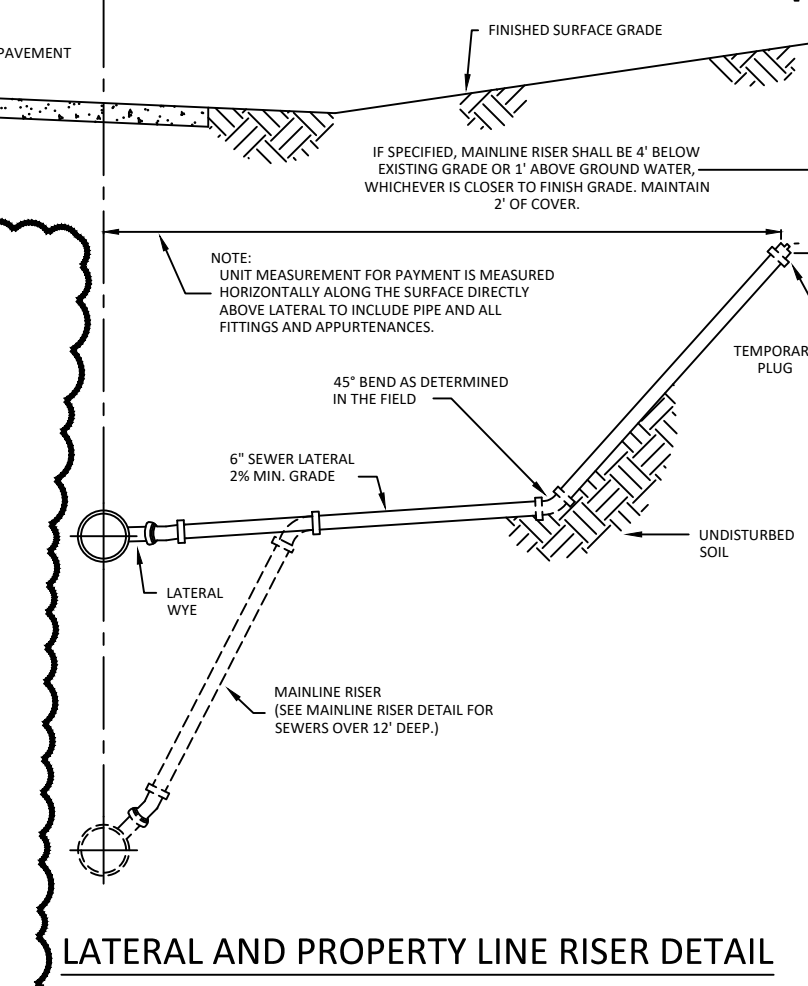 PAVEMENT
FINISHED SURFACE GRADE
IF SPECIFIED, MAINLINE RISER SHALL BE 4' BELOW
EXISTING GRADE OR 1' ABOVE GROUND WATER,
WHICHEVER IS CLOSER TO FINISH GRADE. MAINTAIN
2' OF COVER.
NOTE:
UNIT MEASUREMENT FOR PAYMENT IS MEASURED
HORIZONTALLY ALONG THE SURFACE DIRECTLY
ABOVE LATERAL TO INCLUDE PIPE AND ALL
FITTINGS AND APPURTENANCES.
TEMPORAR
PLUG
45° BEND AS DETERMINED
IN THE FIELD
6" SEWER LATERAL
2% MIN. GRADE
UNDISTURBED
SOIL
LATERAL
WYE
MAINLINE RISER
(SEE MAINLINE RISER DETAIL FOR
SEWERS OVER 12' DEEP.)
LATERAL AND PROPERTY LINE RISER DETAIL